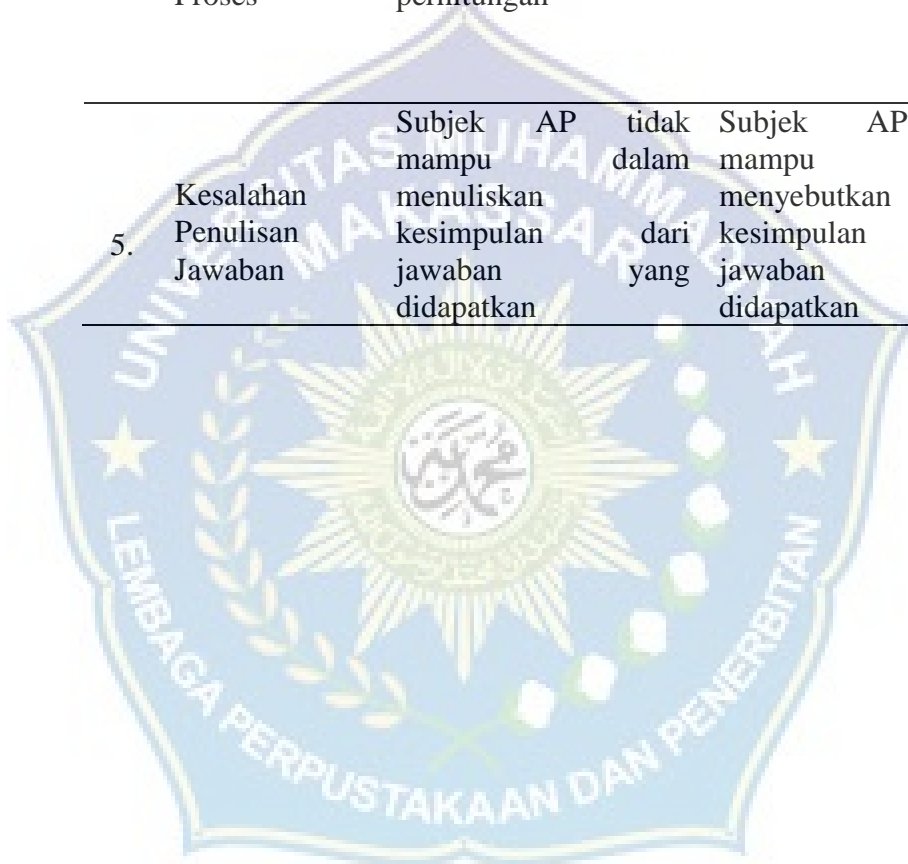 Proses perhitungan
5.
Kesalahan
Penulisan
Jawaban
Subjek AP tidak
mampu dalam
menuliskan
kesimpulan dari
jawaban yang
didapatkan
Subjek AP
mampu
menyebutkan
kesimpulan
jawaban
didapatkan
UNIVERSITAS MUHAMMADIYAH
MAKASSAR
LEMBAGA PERPUSTAKAAN DAN PENERBITAN